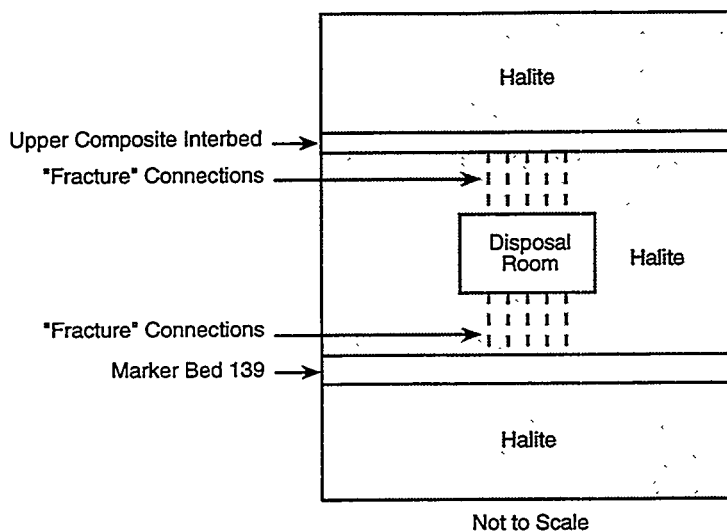 Halite
Upper Composite Interbed
"Fracture" Connections
Disposal
Room
Halite
"Fracture" Connections
Marker Bed 139
Halite
Not to Scale